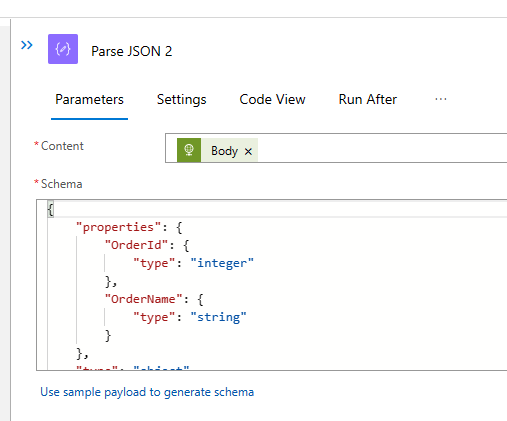 Parse JSON 2
Parameters Settings Code View Run After ...
* Content
Body ×
* Schema
{
"properties": {
"OrderId": {
"type": "integer"
},
"OrderName": {
"type": "string"
}
},
"type": "object"
Use sample payload to generate schema